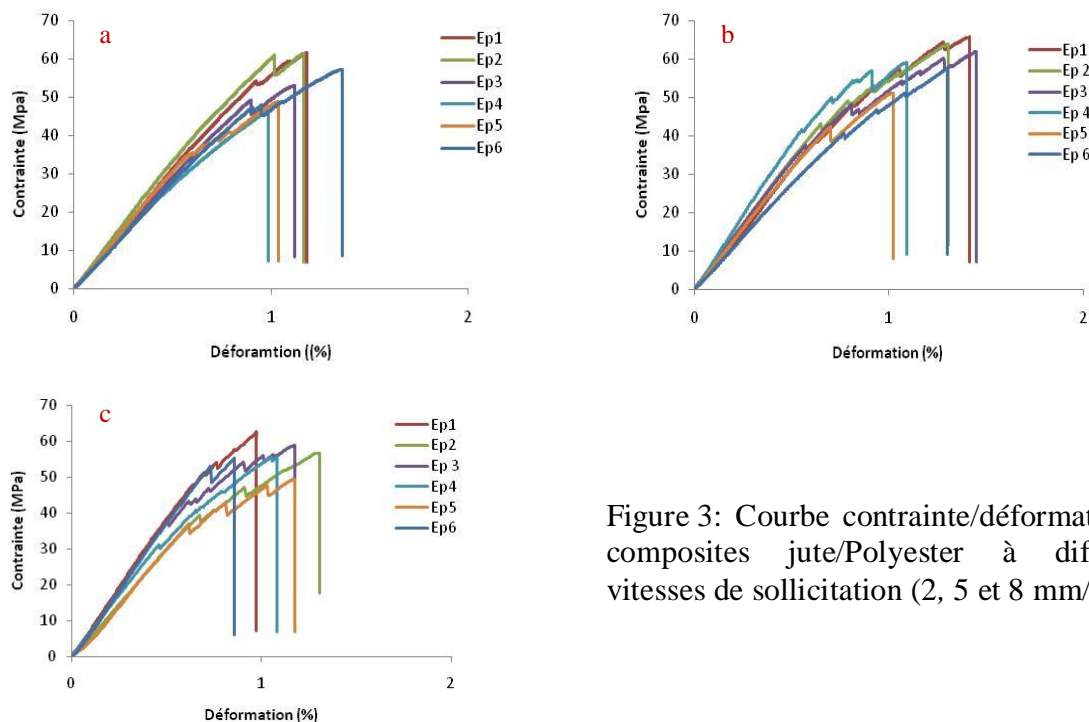 a
70
60
50
40
30
20
10
0
Contrainte (Mpa)
0 1 2
Déforamtion ((%)
Ep1
Ep2
Ep3
Ep4
Ep5
Ep6
b
70
60
50
40
30
20
10
0
Contrainte (Mpa)
0 1 2
Déformation (%)
Ep1
Ep 2
Ep3
Ep 4
Ep5
Ep 6
c
70
60
50
40
30
20
10
0
Contrainte (MPa)
0 1 2
Déformation (%)
Ep1
Ep2
Ep 3
Ep4
Ep5
Ep6
Figure 3: Courbe contrainte/déformat
composites jute/Polyester à dif
vitesses de sollicitation (2, 5 et 8 mm/